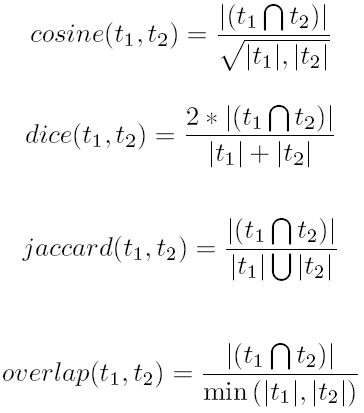 cosine(t₁, t₂) = |(t₁ ⋂ t₂)| / √|t₁|, |t₂|
dice(t₁, t₂) = 2 * |(t₁ ⋂ t₂)| / |t₁| + |t₂|
jaccard(t₁, t₂) = |(t₁ ⋂ t₂)| / |t₁| ⋃ |t₂|
overlap(t₁, t₂) = |(t₁ ⋂ t₂)| / min (|t₁|, |t₂|)